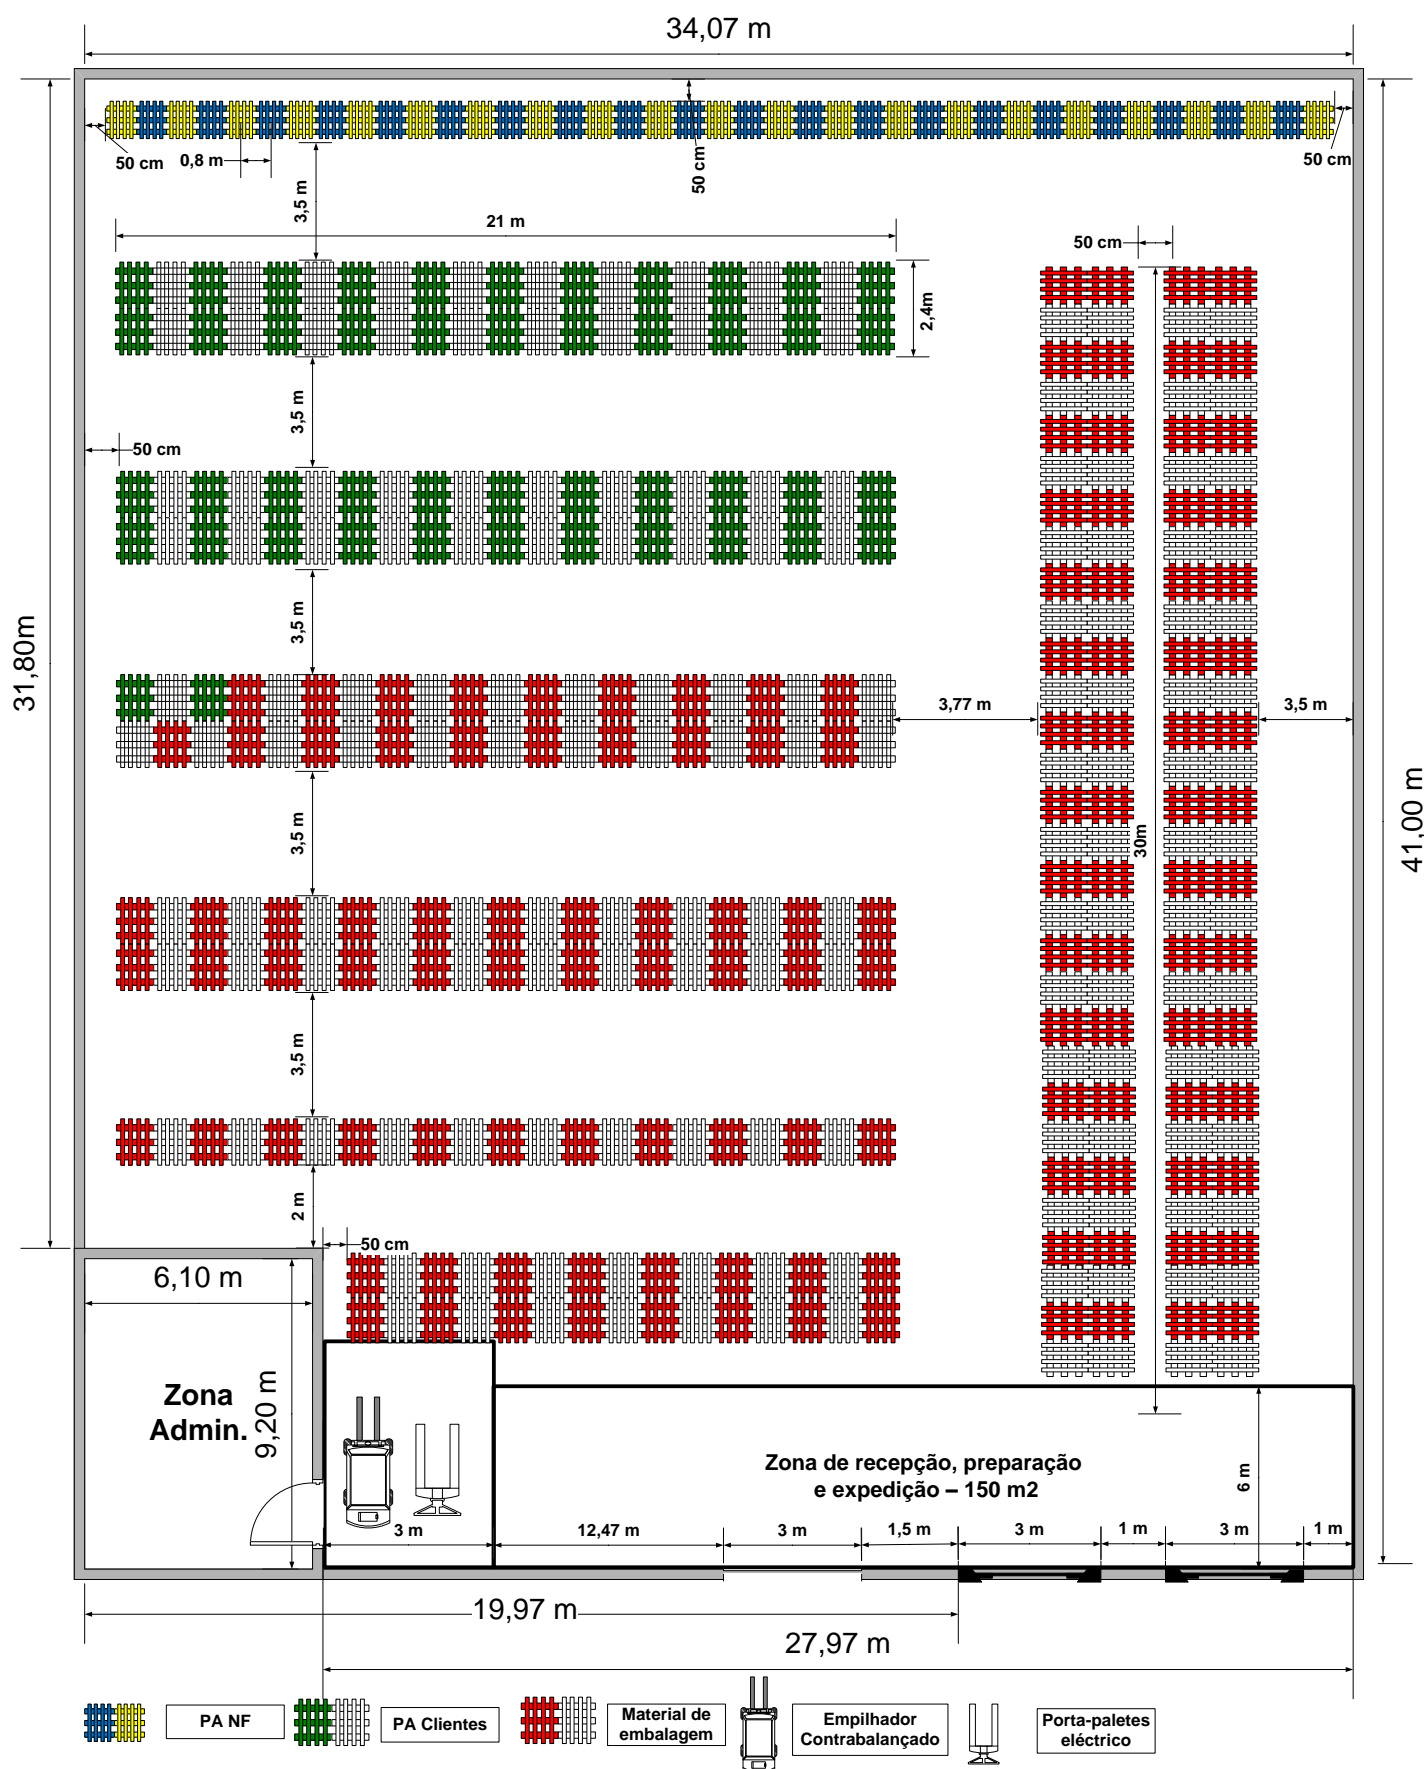 34,07 m
50 cm
0,8 m
50 cm
50 cm
3,5 m
21 m
50 cm
2,4m
3,5 m
50 cm
3,5 m
31,80m
3,77 m
3,5 m
41,00 m
3,5 m
30m
3,5 m
2 m
50 cm
6,10 m
9,20 m
Zona
Admin.
Zona de recepção, preparação
e expedição – 150 m2
6 m
3 m
12,47 m
3 m
1,5 m
3 m
1 m
3 m
1 m
19,97 m
27,97 m
PA NF
PA Clientes
Material de
embalagem
Empilhador
Contrabalançado
Porta-paletes
eléctrico